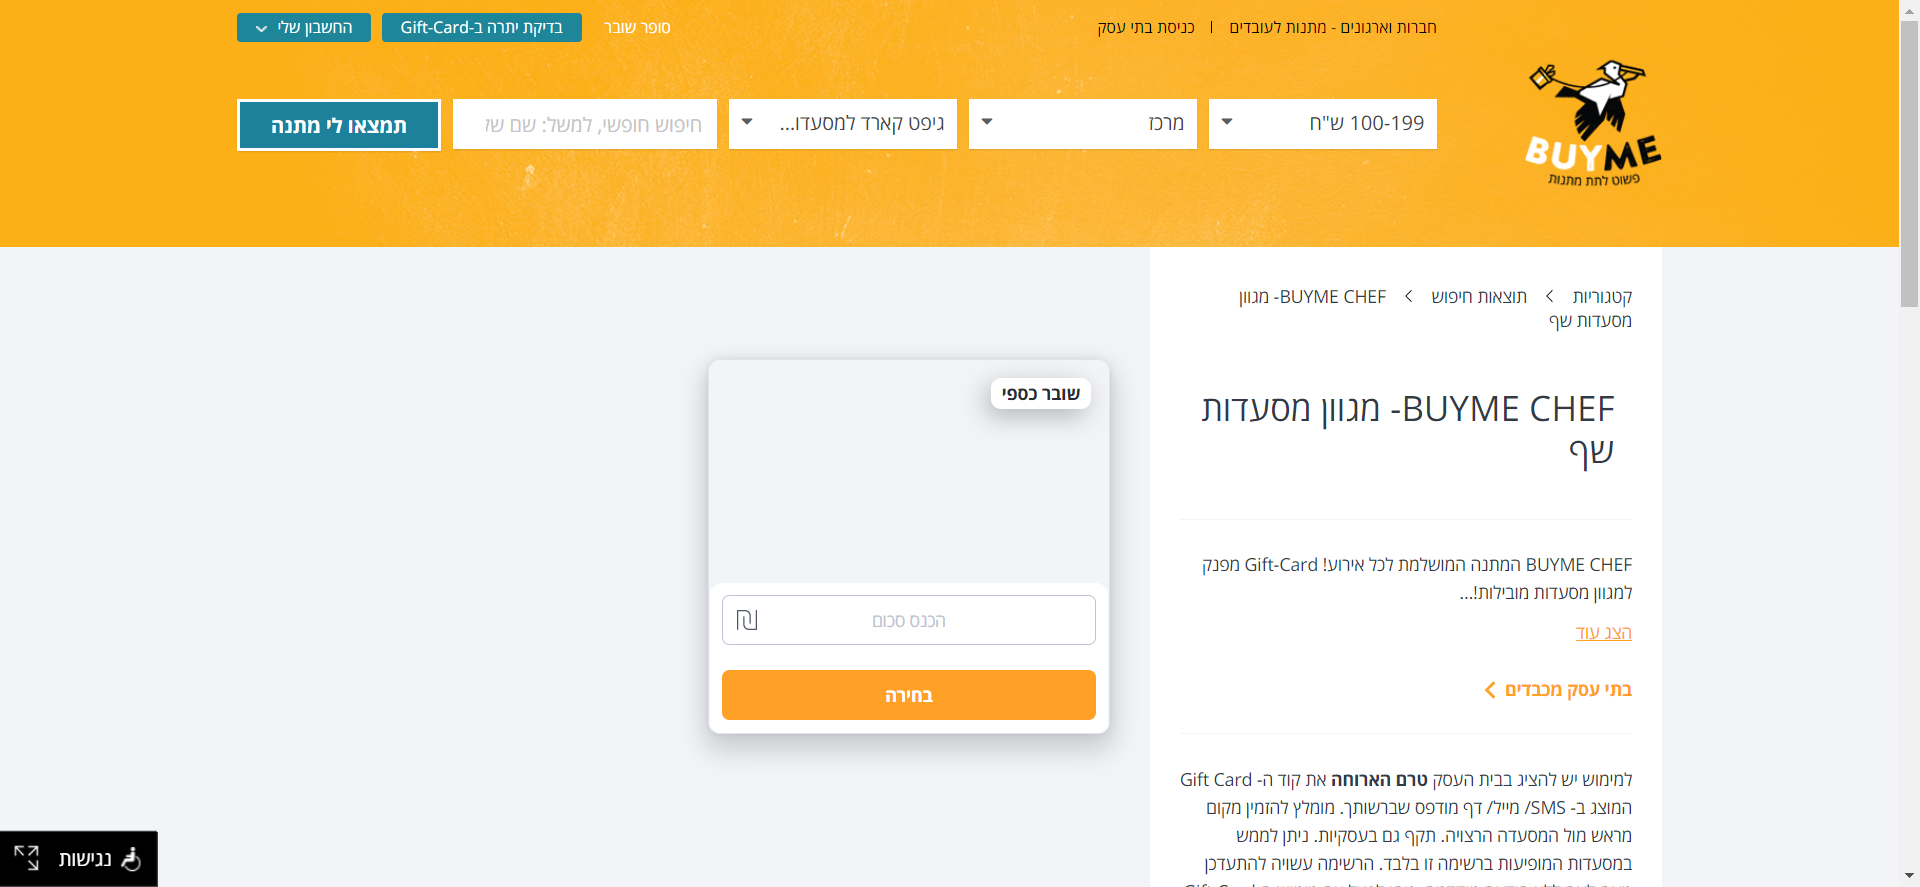 חברות וארגונים - מתנות לעובדים | כניסת בתי עסק
סופר שובר
בדיקת יתרה ב-Gift-Card
החשבון שלי
BUYME
פשוט לתת מתנות
100-199 ש"ח
מרכז
גיפט קארד למסעדו...
חיפוש חופשי, למשל: שם של
תמצאו לי מתנה
קטגוריות
תוצאות חיפוש
BUYME CHEF- מגוון
מסעדות שף
BUYME CHEF- מגוון מסעדות
שף
BUYME CHEF המתנה המושלמת לכל אירוע! Gift-Card מפנק
למגוון מסעדות מובילות!...
הצג עוד
בתי עסק מכבדים
למימוש יש להציג בבית העסק טרם הארוחה את קוד ה- Gift Card
המוצג ב- SMS/ מייל/ דף מודפס שברשותך. מומלץ להזמין מקום
מראש מול המסעדה הרצויה. תקף גם בעסקיות. ניתן לממש
במסעדות המופיעות ברשימה זו בלבד. הרשימה עשויה להתעדכן
שובר כספי
הכנס סכום
₪
בחירה
נגישות